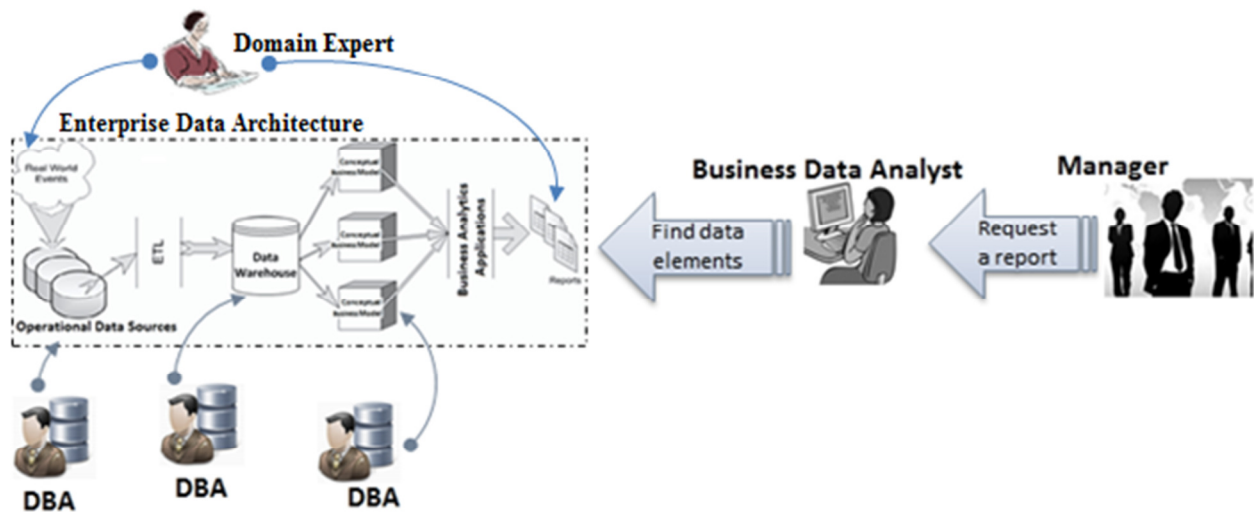 Domain Expert
Enterprise Data Architecture
Real World
Events
Operational Data Sources
ETL
Data
Warehouse
Conceptual
Business Model
Conceptual
Business Model
Conceptual
Business Model
Business Analytics
Applications
Reports
Find data
elements
Business Data Analyst
Request
a report
Manager
DBA
DBA
DBA